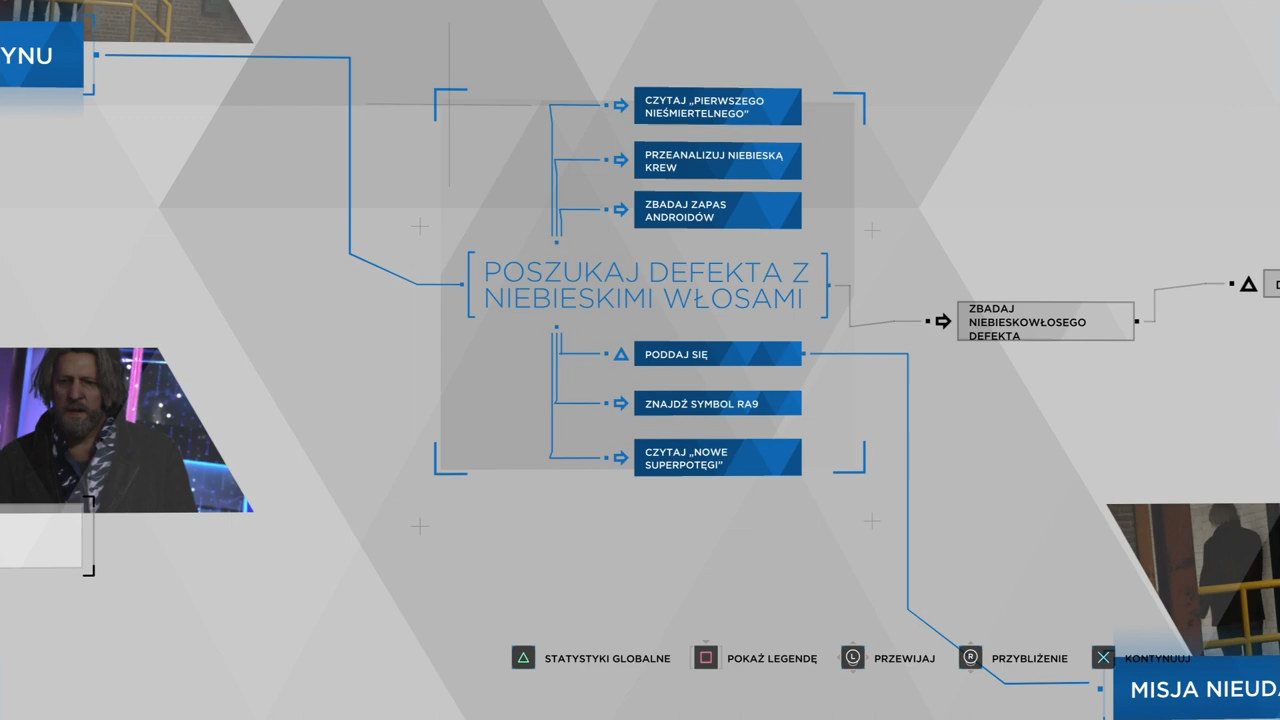 YNU
CZYTAJ „PIERWSZEGO
NIEŚMIERTELNEGO”
PRZEANALIZUJ NIEBIESKĄ
KREW
ZBADAJ ZAPAS
ANDROIDÓW
POSZUKAJ DEFEKTA Z
NIEBIESKIMI WŁOSAMI
ZBADAJ
NIEBIESKOWŁOSEGO
DEFEKTA
PODDAJ SIĘ
ZNAJDŹ SYMBOL RA9
CZYTAJ „NOWE
SUPERPOTĘGI”
STATYSTYKI GLOBALNE
POKAŻ LEGENDĘ
L
PRZEWIJAJ
R
PRZYBLIŻENIE
KONTYNUUJ
MISJA NIEUDA